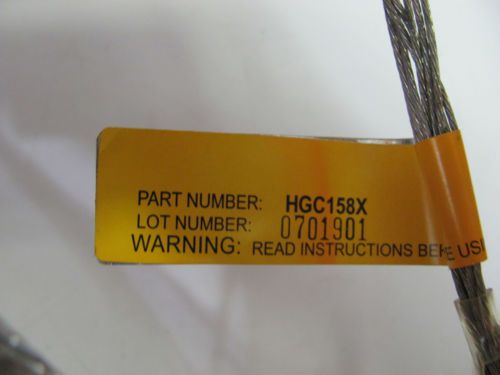 PART NUMBER: HGC158X
LOT NUMBER: 0701901
WARNING: READ INSTRUCTIONS